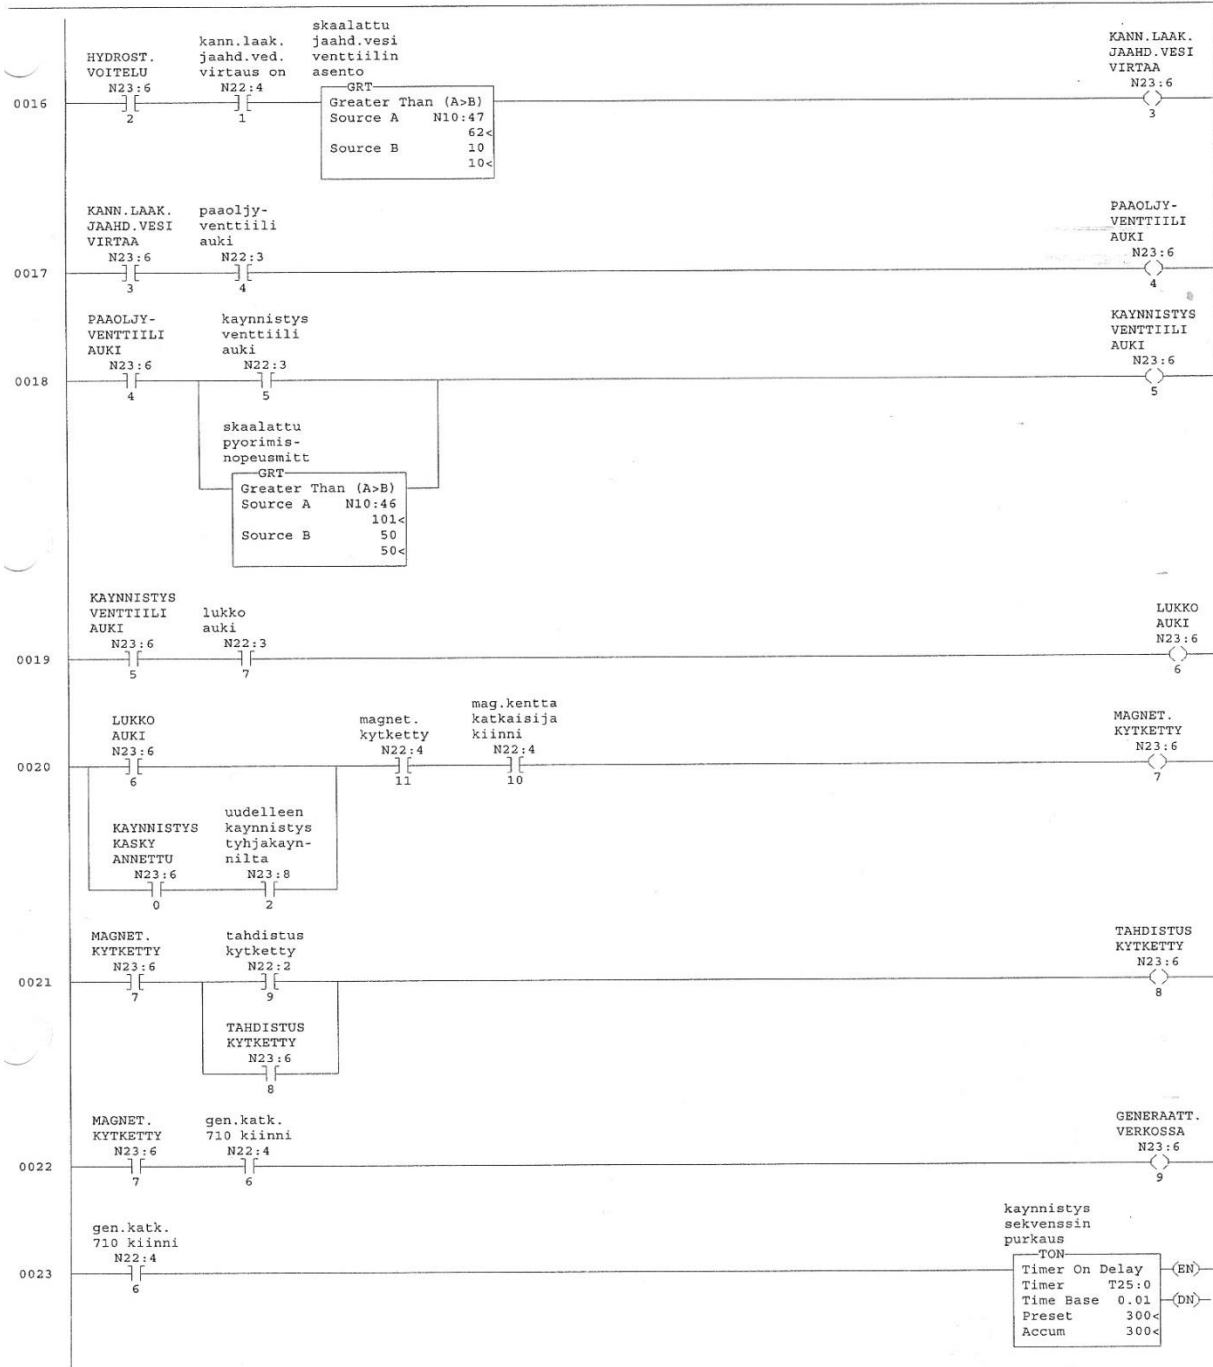 skaalattu
kann.laak. jaahd.vesi KANN.LAAK.
HYDROST. jaahd.ved. venttiilin JAAHD.VESI
VOITELU virtaus on asento VIRTAA
N23:6 N22:4 GRT N23:6
0016 Greater Than (A>B)
2 1 Source A N10:47 3
62<
Source B 10
10<
KANN.LAAK. paaoljy- PAAOLJY-
JAAHD.VESI venttiili VENTTIILI
VIRTAA auki AUKI
N23:6 N22:3 N23:6
0017
3 4 4
PAAOLJY- kaynnistys KAYNNISTYS
VENTTIILI venttiili VENTTIILI
AUKI auki AUKI
N23:6 N22:3 N23:6
0018
4 5 5
skaalattu
pyorimis-
nopeusmitt
GRT
Greater Than (A>B)
Source A N10:46
101<
Source B 50
50<
KAYNNISTYS
VENTTIILI lukko LUKKO
AUKI auki AUKI
N23:6 N22:3 N23:6
0019
5 7 6
mag.kentta
LUKKO magnet. katkaisija MAGNET.
AUKI kytketty kiinni KYTKETTY
N23:6 N22:4 N22:4 N23:6
0020
6 11 10 7
uudelleen
KAYNNISTYS kaynnistys
KASKY tyhjakayn-
ANNETTU nilta
N23:6 N23:8
0 2
MAGNET. tahdistus TAHDISTUS
KYTKETTY kytketty KYTKETTY
N23:6 N22:2 N23:6
0021
7 9 8
TAHDISTUS
KYTKETTY
N23:6
8
MAGNET. gen.katk. GENERAATT.
KYTKETTY 710 kiinni VERKOSSA
N23:6 N22:4 N23:6
0022
7 6 9
kaynnistys
gen.katk. sekvenssin
710 kiinni purkaus
N22:4 TON
0023 Timer On Delay (EN)
6 Timer T25:0
Time Base 0.01 (DN)
Preset 300<
Accum 300<